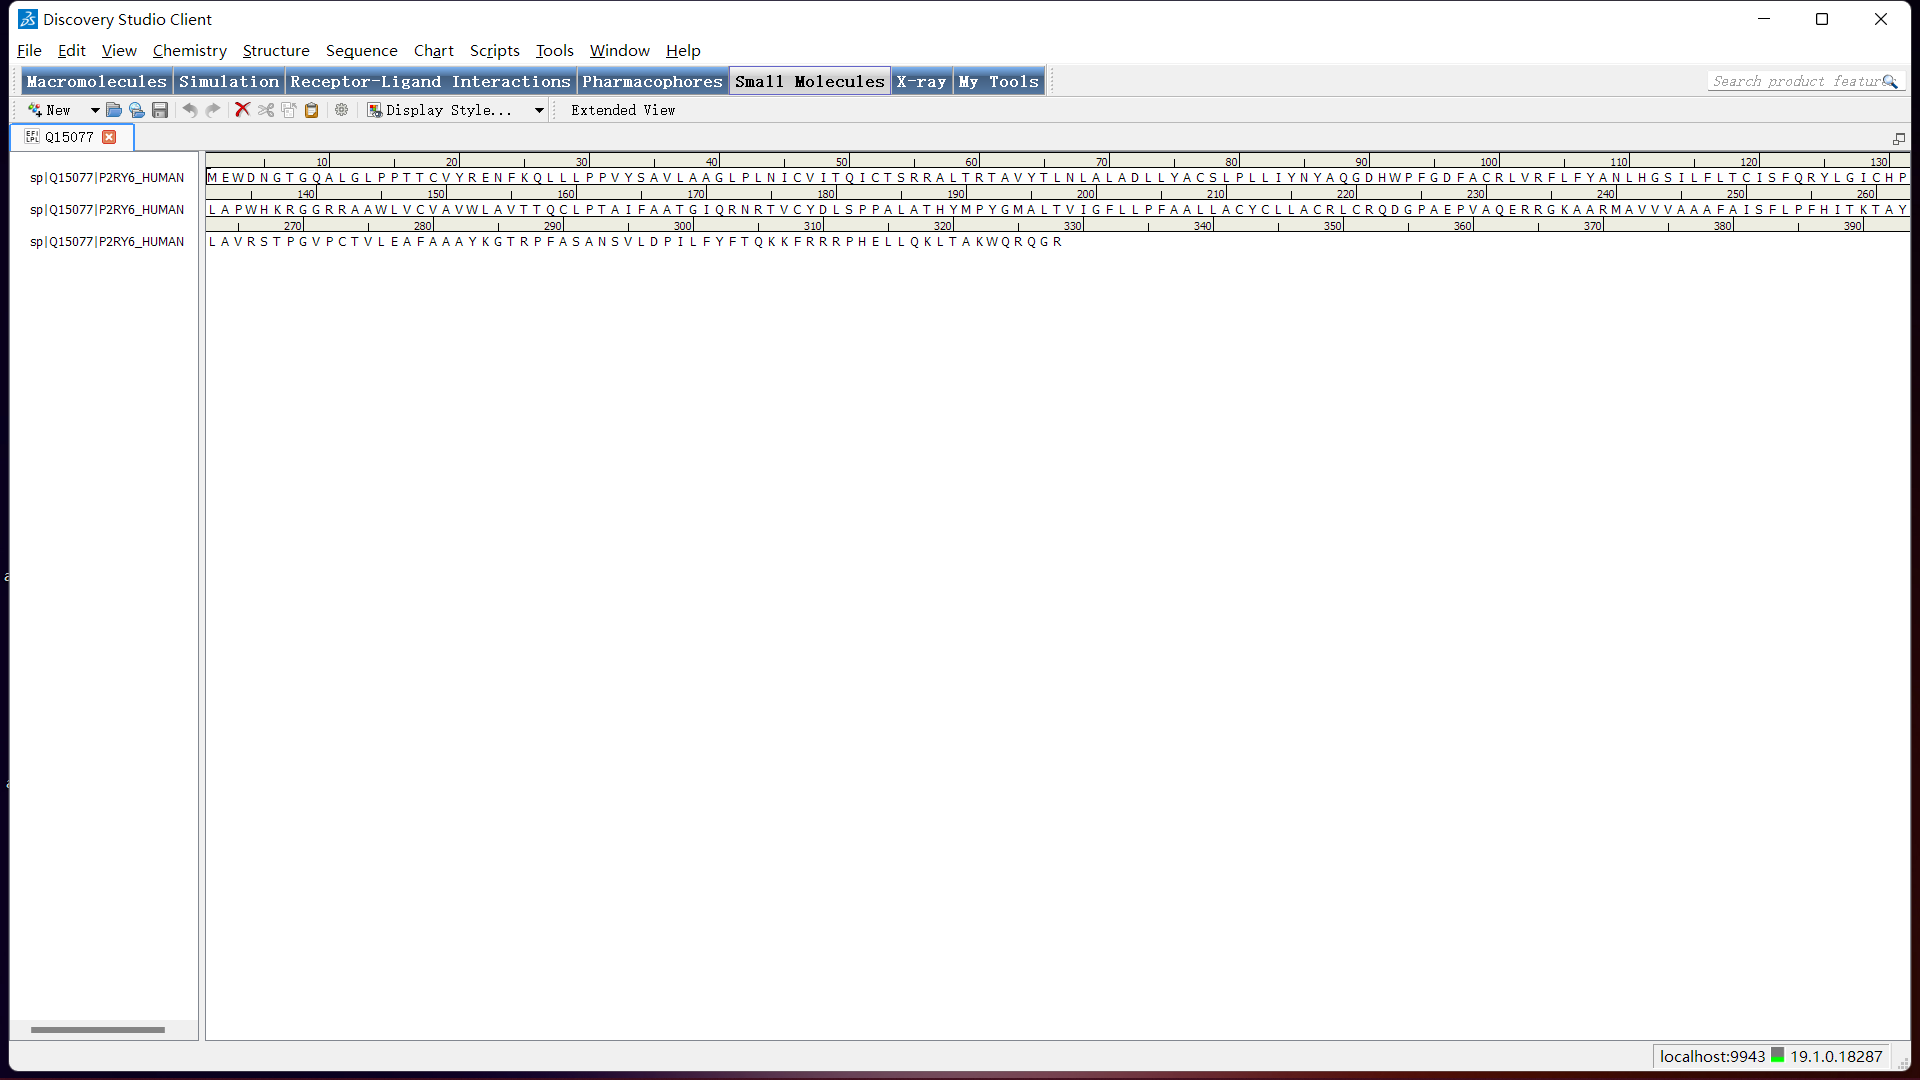 Discovery Studio Client
File Edit View Chemistry Structure Sequence Chart Scripts Tools Window Help
Macromolecules Simulation Receptor-Ligand Interactions Pharmacophores Small Molecules X-ray My Tools Search product features
New Display Style... Extended View
Q15077
10 20 30 40 50 60 70 80 90 100 110 120 130
sp|Q15077|P2RY6_HUMAN MEWDNGTGQALGLPPTTCVYRENFKQLLLPPVYSAVLAAGLPLNICVITQICTSRRALTRTAVYTLNLALADLLYACSLPLLIYNYAQGDHWPFGDFACRLVRFLFYANLHGSILFLTCISFQRYLGICHP
140 150 160 170 180 190 200 210 220 230 240 250 260
sp|Q15077|P2RY6_HUMAN LAPWHKRGGRRAAWLVCVAVWLAVTTQCLPTAIFAATGIQRNRTVCYDLSPPALATHYMPYGMALTVIGFLLPFAALLACYCLLACRLCRQDGPAEPVAQERRGKAARMAVVVAAAFAISFLPFHITKTAY
270 280 290 300 310 320 330 340 350 360 370 380 390
sp|Q15077|P2RY6_HUMAN LAVRSTPGVPCTVLEAFAAAYKGTRPFASANSVLDPILFYFTQKKFRRRPHELLQKLTAKWQRQGR
localhost:9943 19.1.0.18287